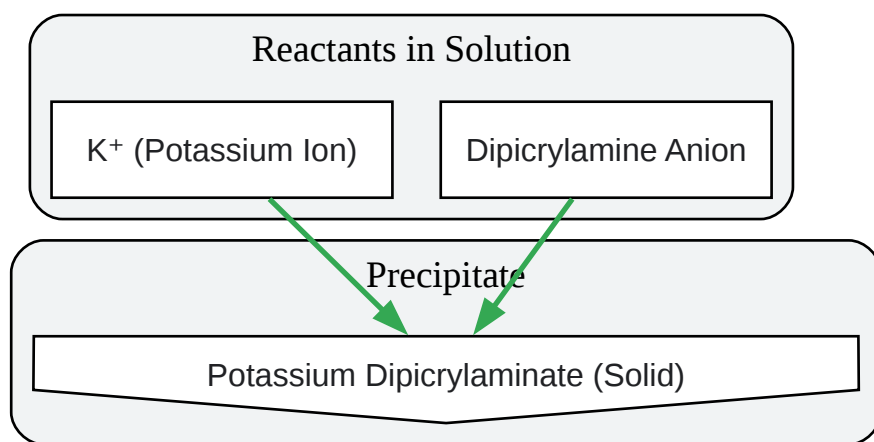 Reactants in Solution
K⁺ (Potassium Ion)
Dipicrylamine Anion
Precipitate
Potassium Dipicrylaminate (Solid)